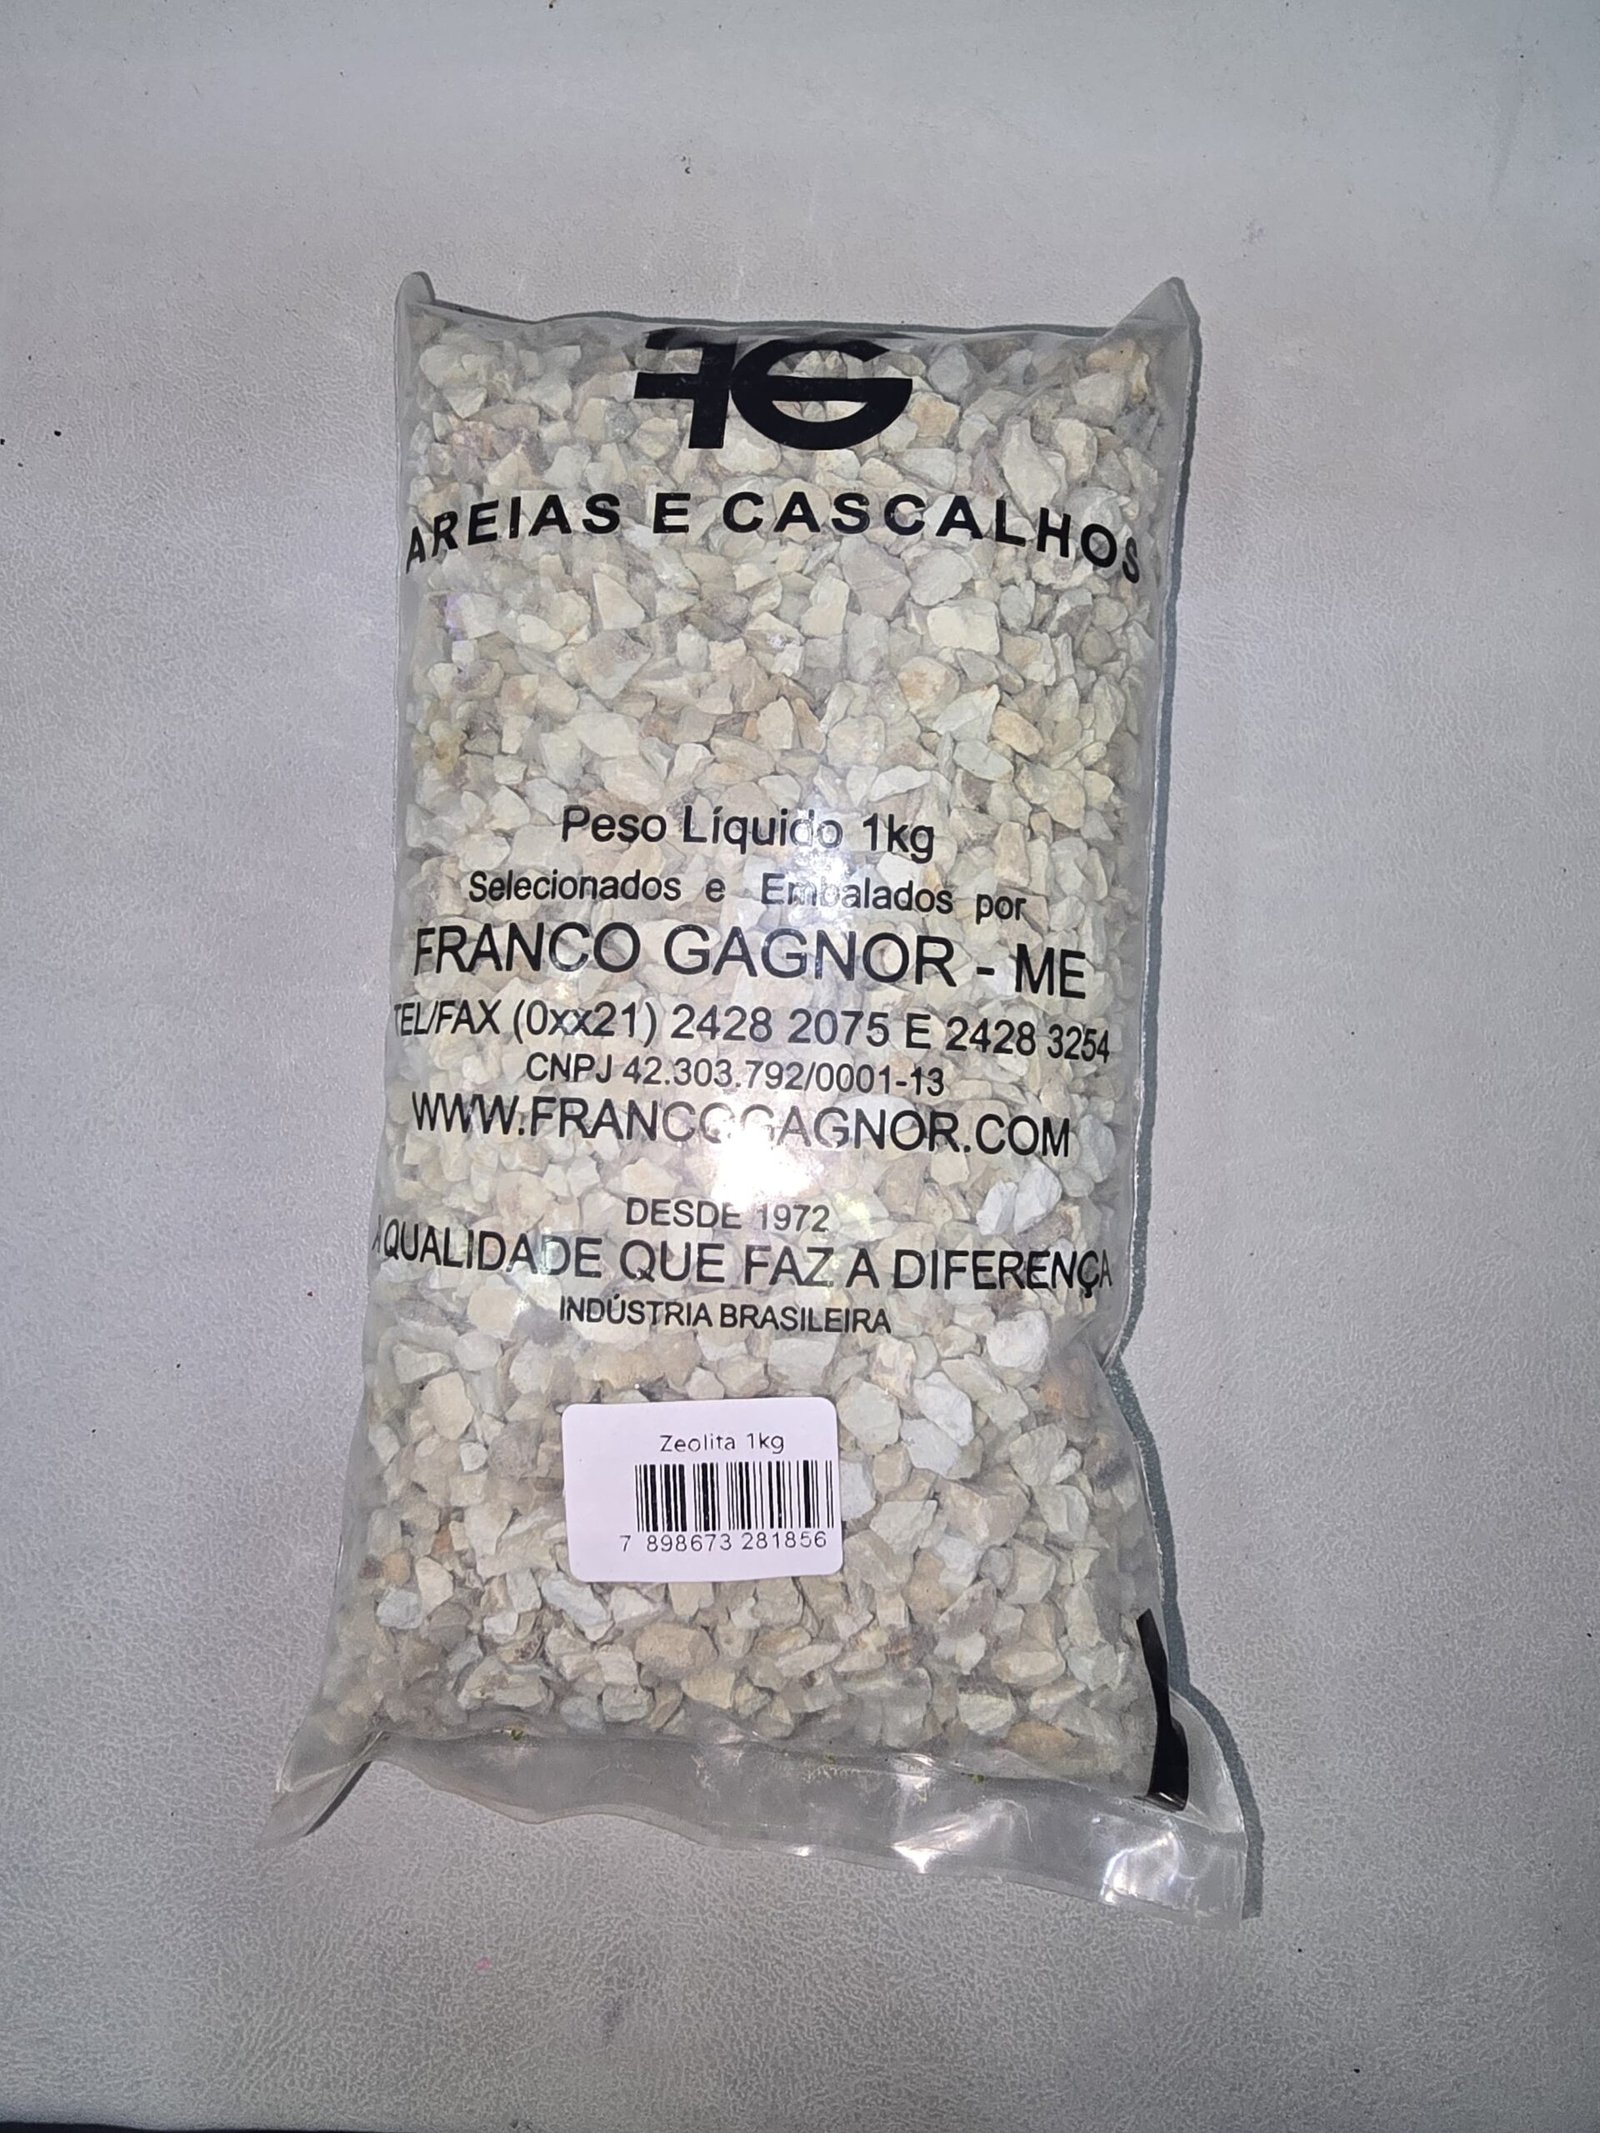 FG
AREIAS E CASCALHOS
Peso Líquido 1kg
Selecionados e Embalados por
FRANCO GAGNOR - ME
TEL/FAX (0xx21) 2428 2075 E 2428 3254
CNPJ 42.303.792/0001-13
WWW.FRANCOGAGNOR.COM
DESDE 1972
A QUALIDADE QUE FAZ A DIFERENÇA
INDÚSTRIA BRASILEIRA
Zeolita 1kg
7 898673 281856